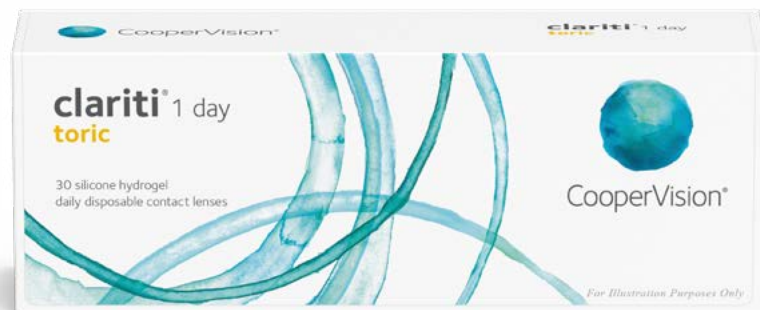 CooperVision®
clariti® 1 day
toric
clariti® 1 day
toric
30 silicone hydrogel
daily disposable contact lenses
CooperVision®
For Illustration Purposes Only